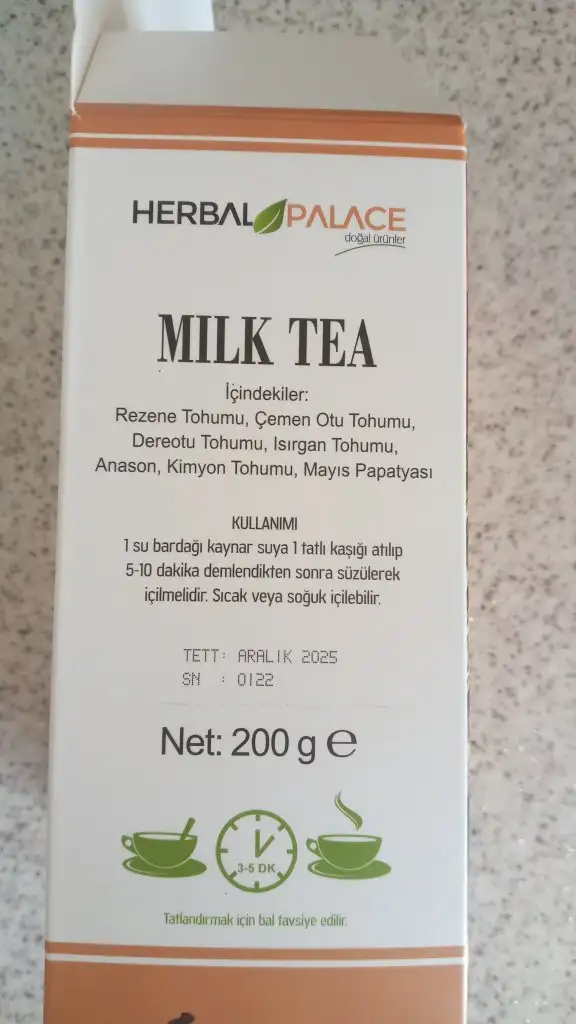 HERBAL PALACE
doğal ürünler
MILK TEA
İçindekiler:
Rezene Tohumu, Çemen Otu Tohumu,
Dereotu Tohumu, Isırgan Tohumu,
Anason, Kimyon Tohumu, Mayıs Papatyası
KULLANIMI
1 su bardağı kaynar suya 1 tatlı kaşığı atılıp
5-10 dakika demlendikten sonra süzülerek
içilmelidir. Sıcak veya soğuk içilebilir.
TETT: ARALIK 2025
SN : 0122
Net: 200 g ℮
3-5 DK
Tatlandırmak için bal tavsiye edilir.